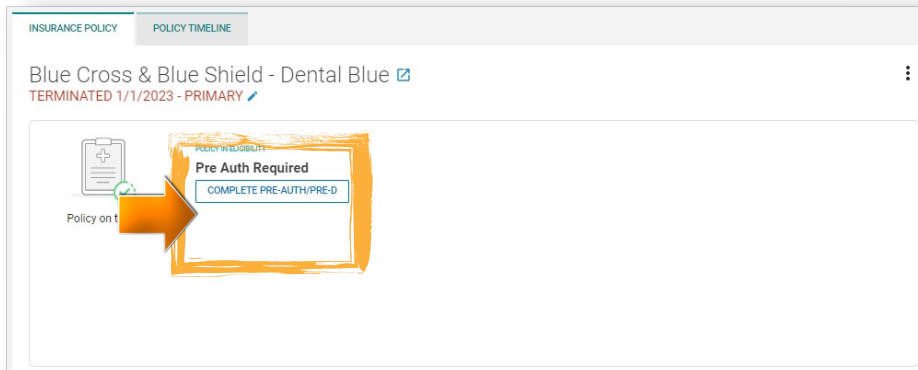 INSURANCE POLICY
POLICY TIMELINE
Blue Cross & Blue Shield - Dental Blue
TERMINATED 1/1/2023 - PRIMARY
POLICY IN ELIGIBILITY
Pre Auth Required
COMPLETE PRE-AUTH/PRE-D
Policy on